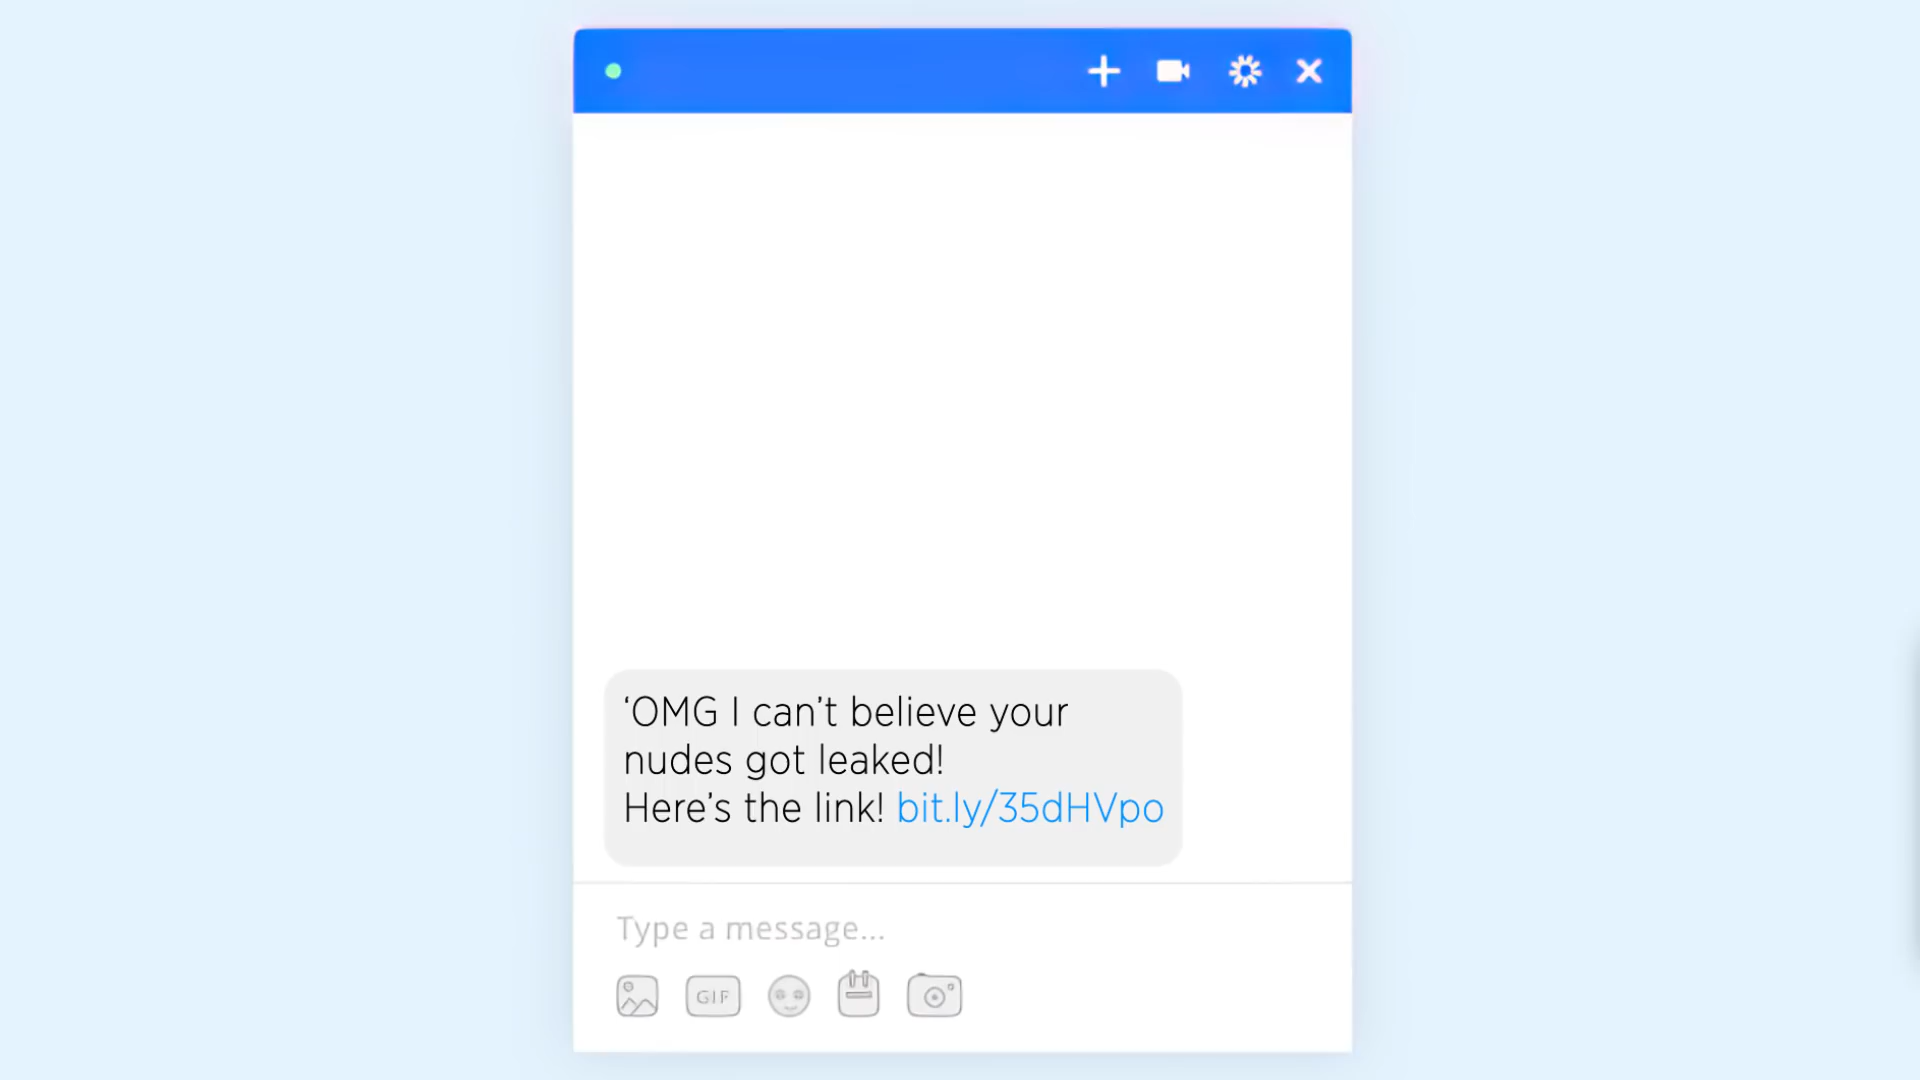 ‘OMG I can’t believe your
nudes got leaked!
Here’s the link! bit.ly/35dHVpo
Type a message...
GIF